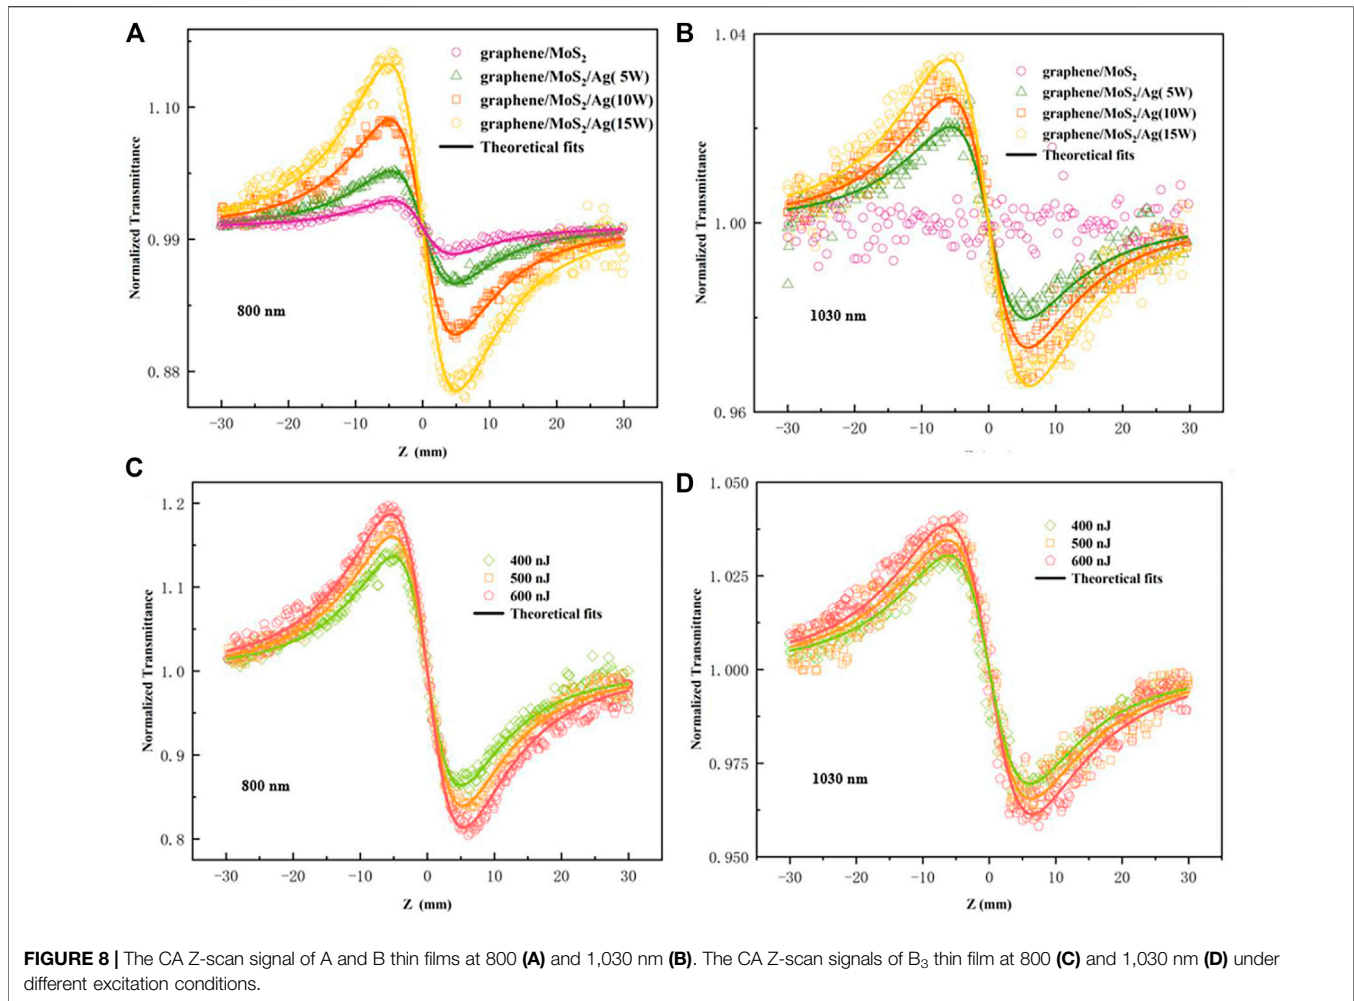 A
graphene/MoS2
graphene/MoS2/Ag( 5W)
graphene/MoS2/Ag(10W)
graphene/MoS2/Ag(15W)
Theoretical fits
1.10
0.99
0.88
Normalized Transmittance
800 nm
-30 -20 -10 0 10 20 30
Z (mm)
B
graphene/MoS2
graphene/MoS2/Ag( 5W)
graphene/MoS2/Ag(10W)
graphene/MoS2/Ag(15W)
Theoretical fits
1.04
1.00
0.96
Normalized Transmittance
1030 nm
-30 -20 -10 0 10 20 30
C
400 nJ
500 nJ
600 nJ
Theoretical fits
1.2
1.1
1.0
0.9
0.8
Normalized Transmittance
800 nm
-30 -20 -10 0 10 20 30
Z (mm)
D
400 nJ
500 nJ
600 nJ
Theoretical fits
1.050
1.025
1.000
0.975
0.950
Normalized Transmittance
1030 nm
-30 -20 -10 0 10 20 30
Z (mm)
FIGURE 8 | The CA Z-scan signal of A and B thin films at 800 (A) and 1,030 nm (B). The CA Z-scan signals of B3 thin film at 800 (C) and 1,030 nm (D) under
different excitation conditions.